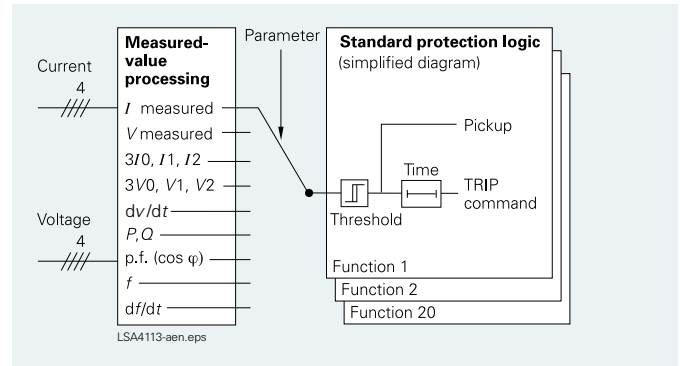 Current
4
Voltage
4
Measured-
value
processing
I measured
V measured
3I0, I1, I2
3V0, V1, V2
dv/dt
P,Q
p.f. (cos φ)
f
df/dt
LSA4113-aen.eps
Parameter
Standard protection logic
(simplified diagram)
Pickup
Time
TRIP
command
Threshold
Function 1
Function 2
Function 20